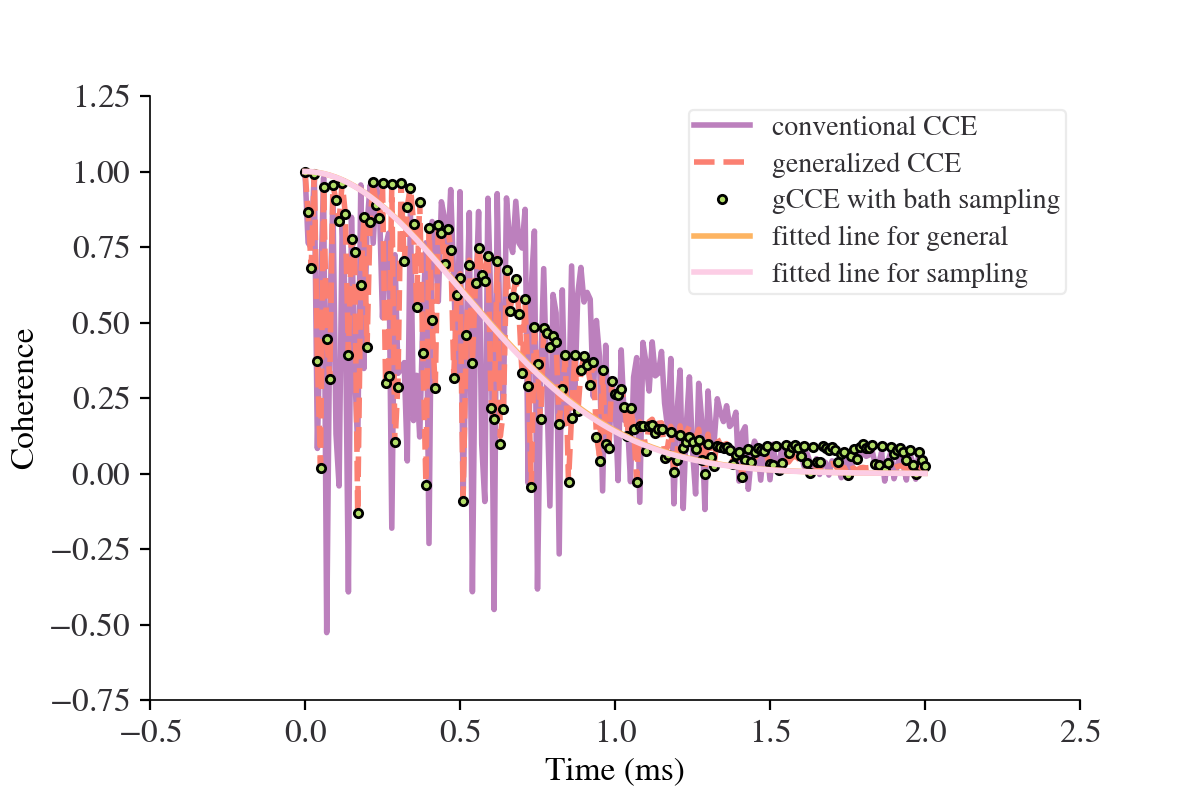 1.25
1.00
0.75
0.50
0.25
0.00
−0.25
−0.50
−0.75
Coherence
conventional CCE
generalized CCE
gCCE with bath sampling
fitted line for general
fitted line for sampling
−0.5 0.0 0.5 1.0 1.5 2.0 2.5
Time (ms)